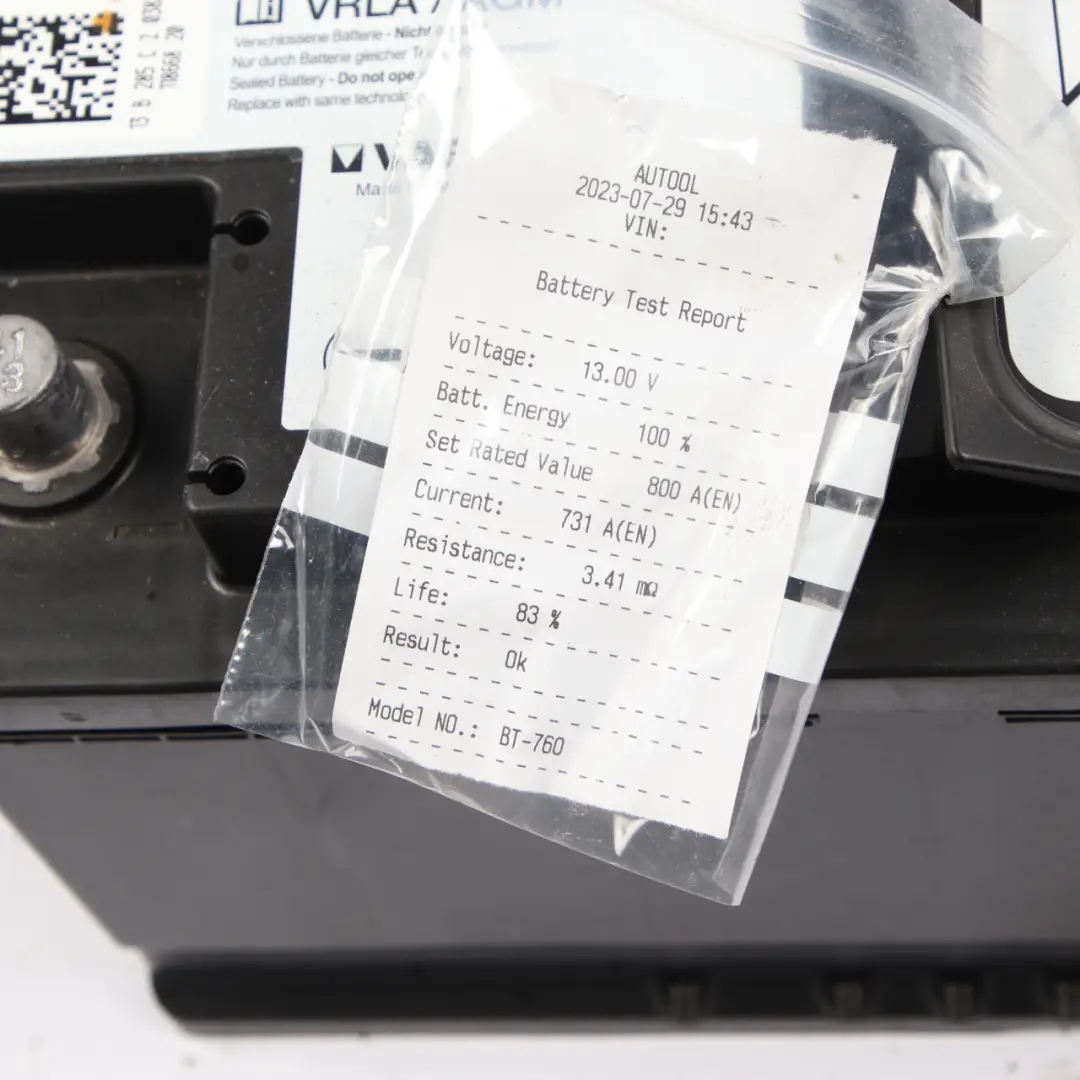 VRLA / AGM
Verschlossene Batterie - Nicht
Nur durch Batterie gleicher
Sealed Battery - Do not ope
Replace with same technolo
AUTOOL
2023-07-29 15:43
VIN:
Battery Test Report
Voltage: 13.00 V
Batt. Energy 100 %
Set Rated Value 800 A(EN)
Current: 731 A(EN)
Resistance: 3.41 mΩ
Life: 83 %
Result: Ok
Model NO.: BT-760